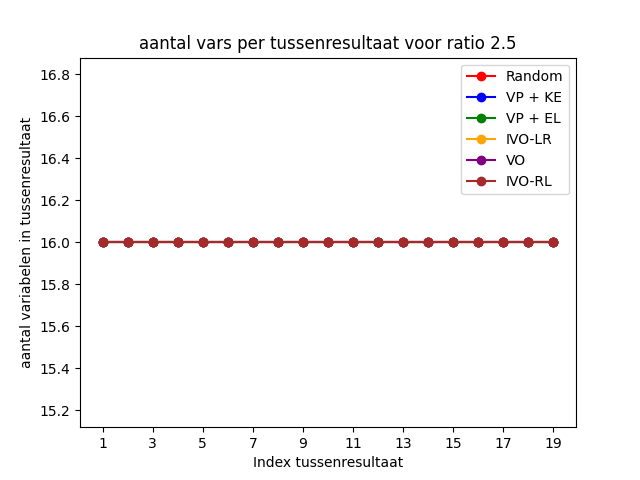 aantal vars per tussenresultaat voor ratio 2.5
aantal variabelen in tussenresultaat
16.8
16.6
16.4
16.2
16.0
15.8
15.6
15.4
15.2
Random
VP + KE
VP + EL
IVO-LR
VO
IVO-RL
1 3 5 7 9 11 13 15 17 19
Index tussenresultaat